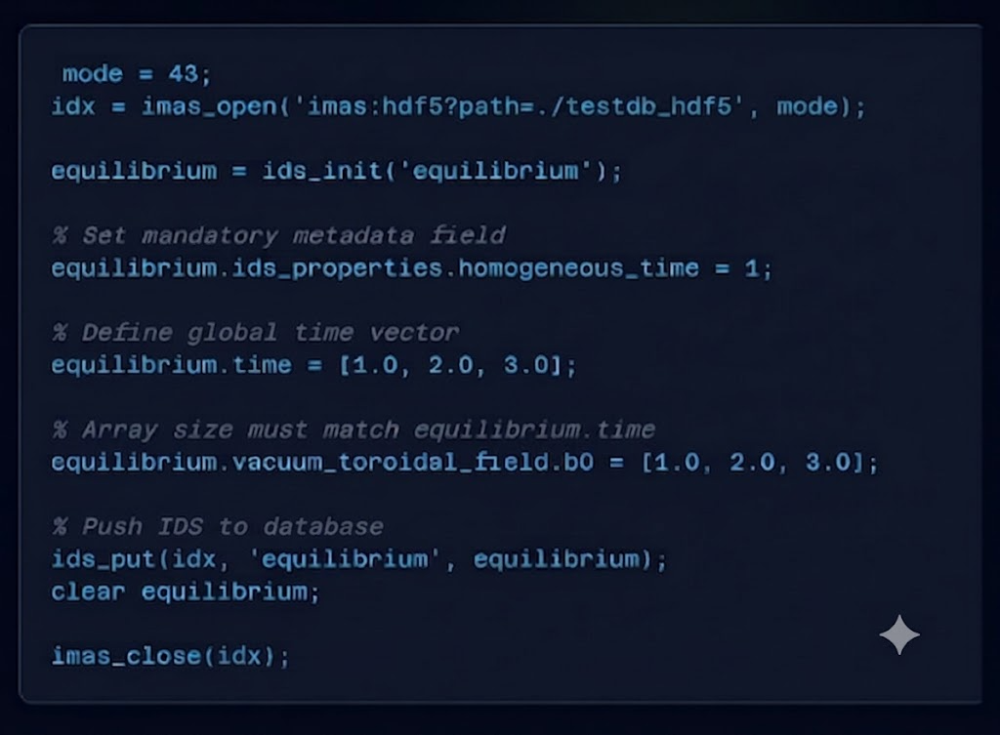 mode = 43;
idx = imas_open('imas:hdf5?path=./testdb_hdf5', mode);
equilibrium = ids_init('equilibrium');
% Set mandatory metadata field
equilibrium.ids_properties.homogeneous_time = 1;
% Define global time vector
equilibrium.time = [1.0, 2.0, 3.0];
% Array size must match equilibrium.time
equilibrium.vacuum_toroidal_field.b0 = [1.0, 2.0, 3.0];
% Push IDS to database
ids_put(idx, 'equilibrium', equilibrium);
clear equilibrium;
imas_close(idx);